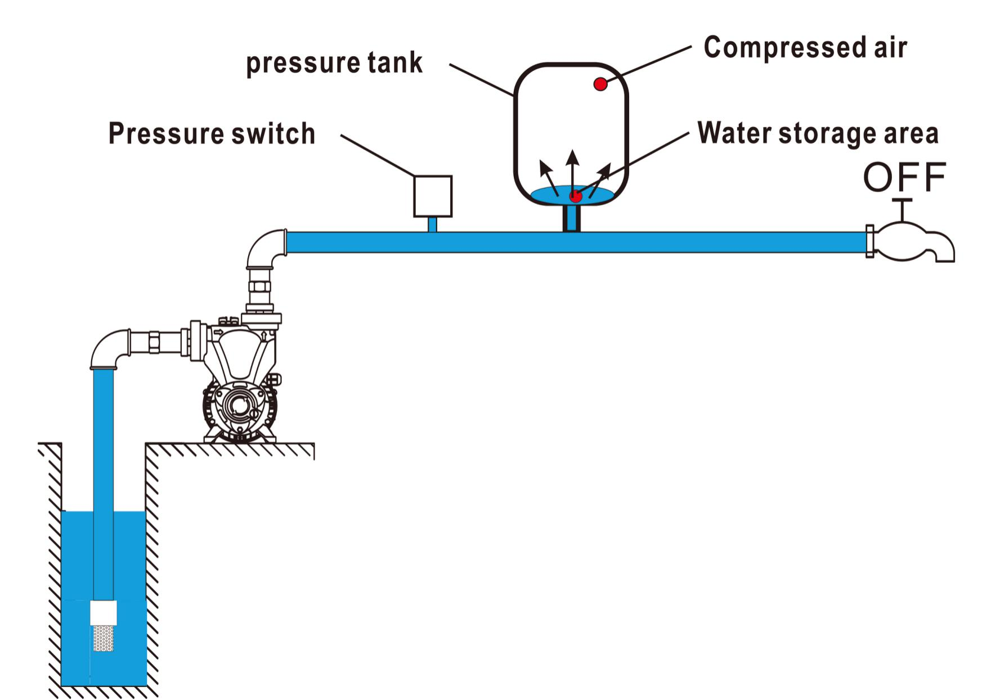 Compressed air
pressure tank
Pressure switch
Water storage area
OFF